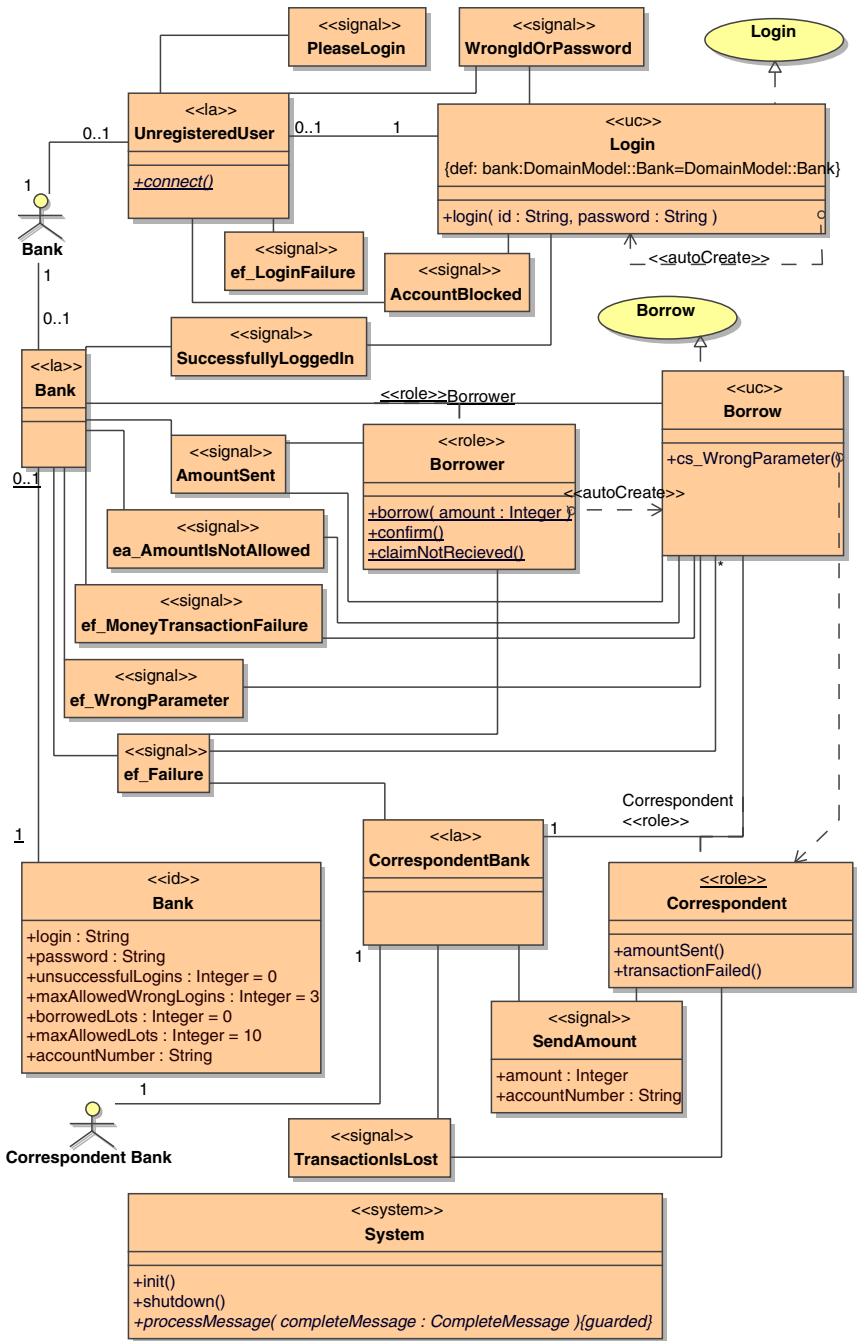 <<signal>>
PleaseLogin
<<signal>>
WrongIdOrPassword
Login
<<la>>
UnregisteredUser
+connect()
0..1
1
0..1
1
<<uc>>
Login
{def: bank:DomainModel::Bank=DomainModel::Bank}
+login( id : String, password : String )
<<autoCreate>>
Bank
1
0..1
<<signal>>
ef_LoginFailure
<<signal>>
AccountBlocked
<<signal>>
SuccessfullyLoggedIn
Borrow
<<la>>
Bank
0..1
<<role>>Borrower
<<uc>>
Borrow
+cs_WrongParameter()
<<signal>>
AmountSent
<<role>>
Borrower
+borrow( amount : Integer )
+confirm()
+claimNotRecieved()
<<autoCreate>>
*
<<signal>>
ea_AmountIsNotAllowed
<<signal>>
ef_MoneyTransactionFailure
<<signal>>
ef_WrongParameter
<<signal>>
ef_Failure
Correspondent
<<role>>
1
<<la>>
CorrespondentBank
1
1
<<id>>
Bank
+login : String
+password : String
+unsuccessfulLogins : Integer = 0
+maxAllowedWrongLogins : Integer = 3
+borrowedLots : Integer = 0
+maxAllowedLots : Integer = 10
+accountNumber : String
<<role>>
Correspondent
+amountSent()
+transactionFailed()
<<signal>>
SendAmount
+amount : Integer
+accountNumber : String
1
Correspondent Bank
<<signal>>
TransactionIsLost
<<system>>
System
+init()
+shutdown()
+processMessage( completeMessage : CompleteMessage ){guarded}